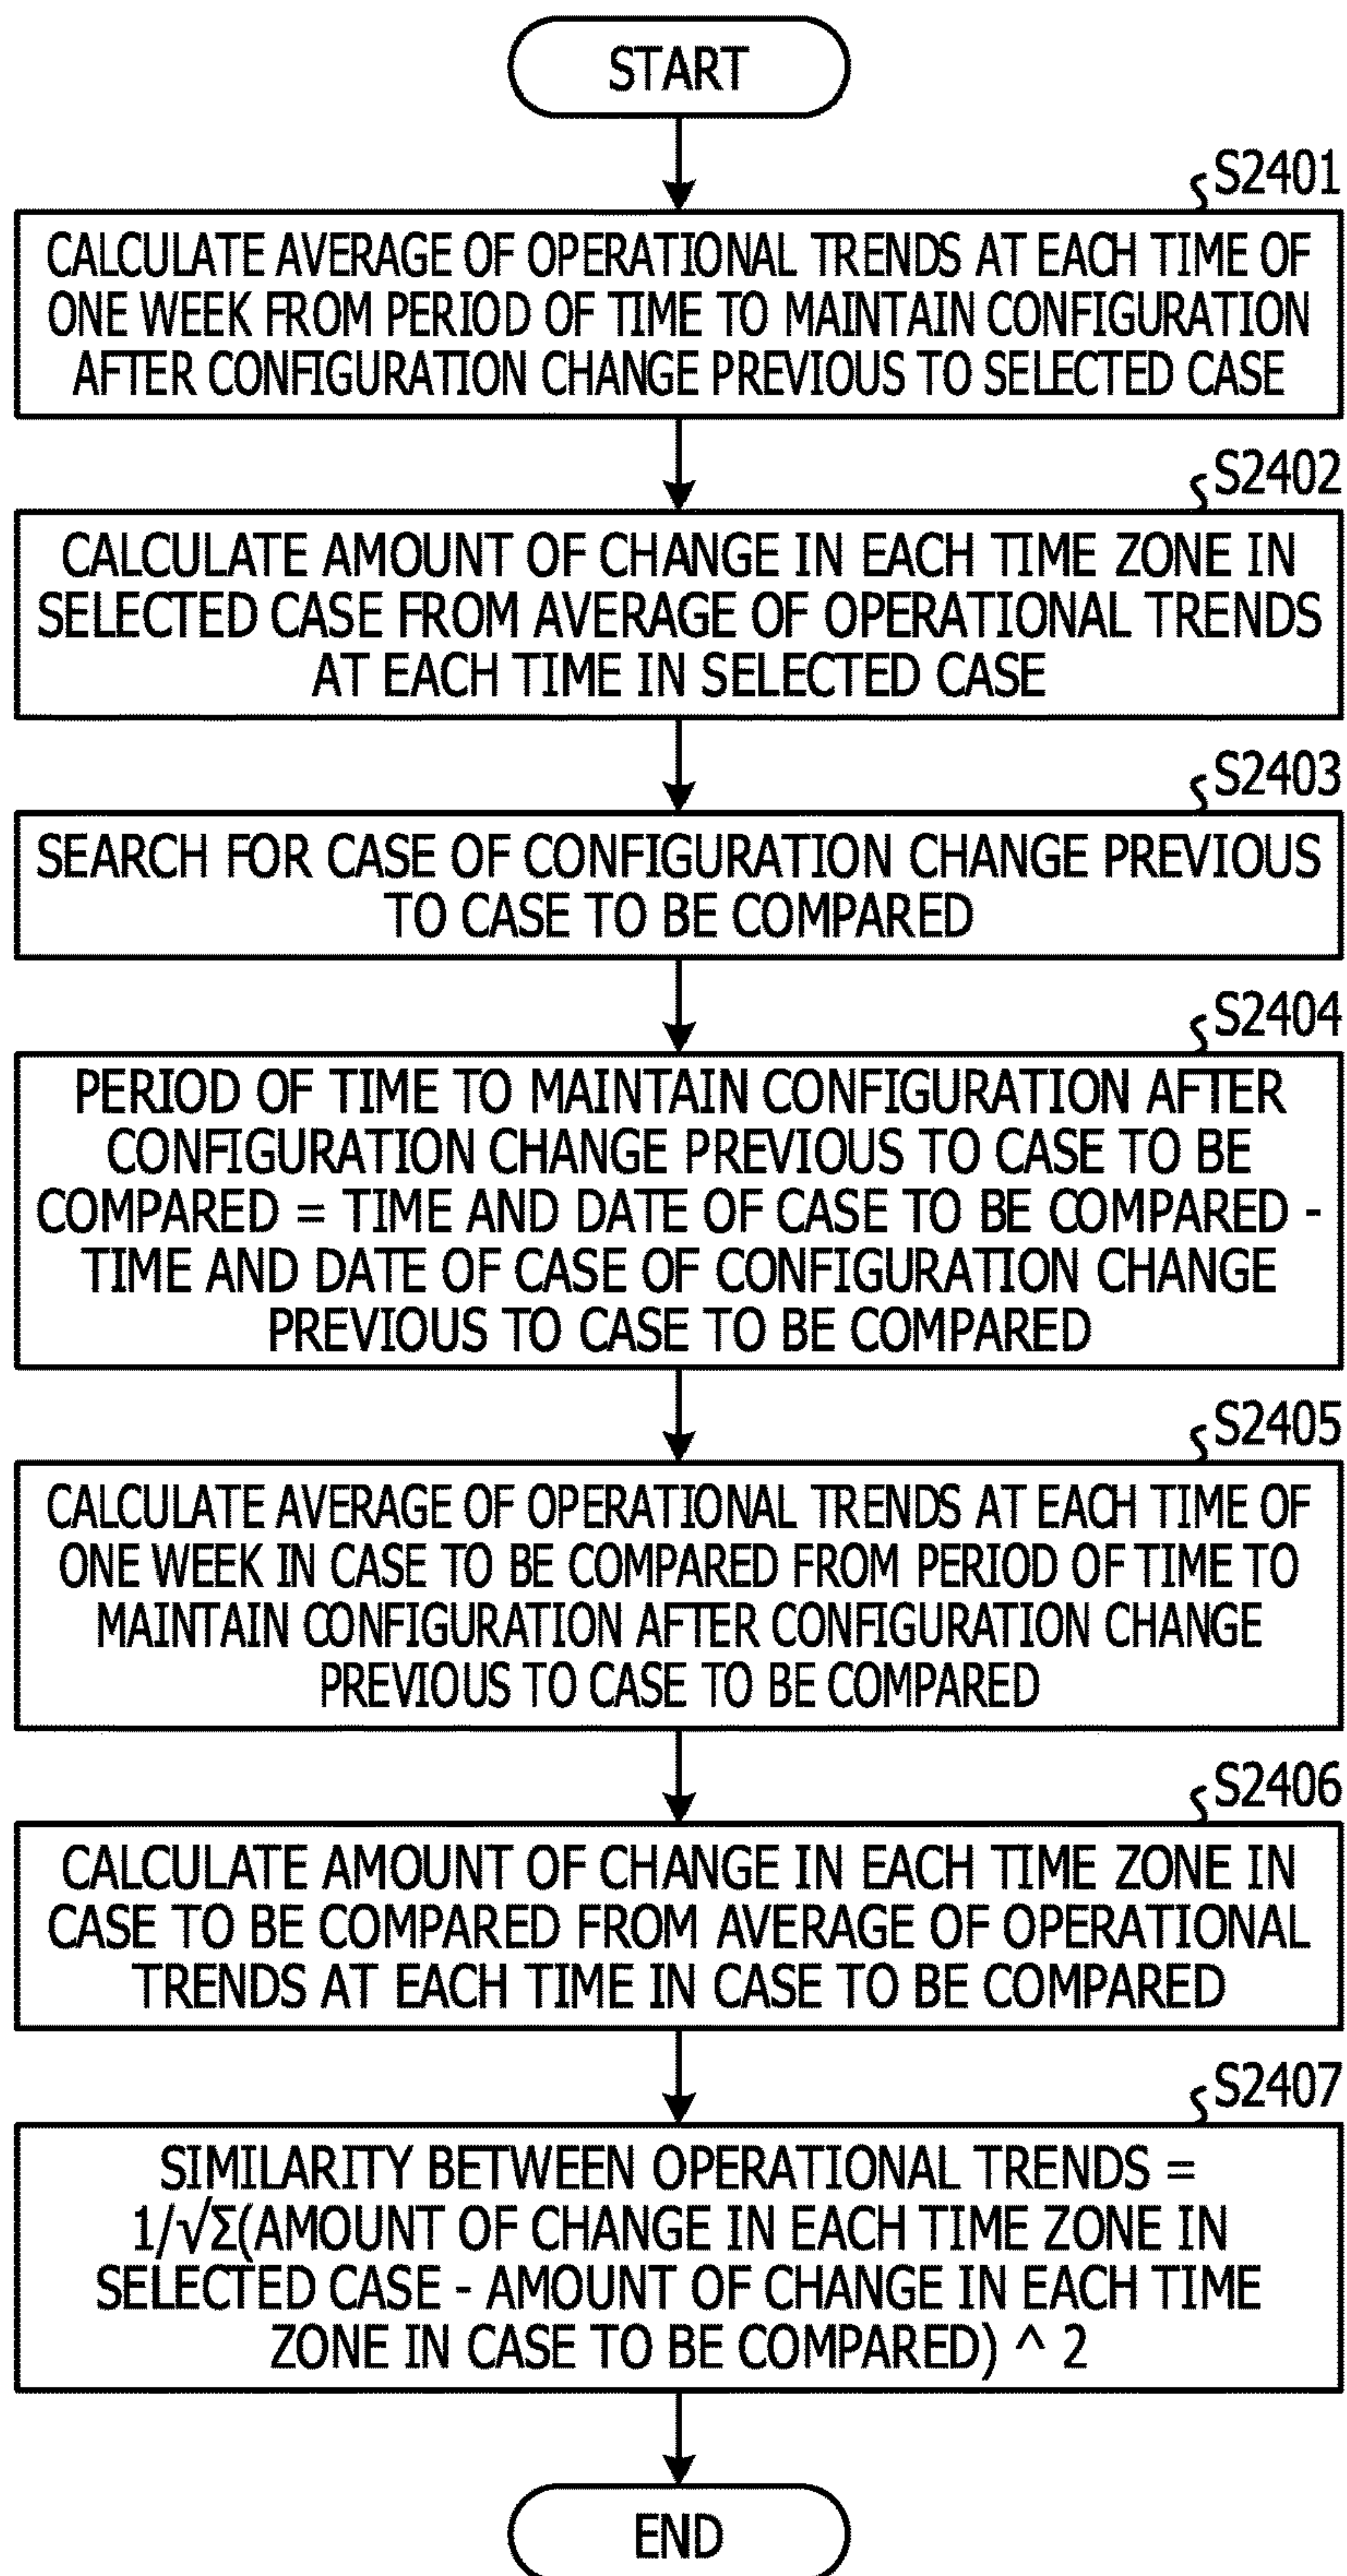 START
S2401
CALCULATE AVERAGE OF OPERATIONAL TRENDS AT EACH TIME OF
ONE WEEK FROM PERIOD OF TIME TO MAINTAIN CONFIGURATION
AFTER CONFIGURATION CHANGE PREVIOUS TO SELECTED CASE
S2402
CALCULATE AMOUNT OF CHANGE IN EACH TIME ZONE IN
SELECTED CASE FROM AVERAGE OF OPERATIONAL TRENDS
AT EACH TIME IN SELECTED CASE
S2403
SEARCH FOR CASE OF CONFIGURATION CHANGE PREVIOUS
TO CASE TO BE COMPARED
S2404
PERIOD OF TIME TO MAINTAIN CONFIGURATION AFTER
CONFIGURATION CHANGE PREVIOUS TO CASE TO BE
COMPARED = TIME AND DATE OF CASE TO BE COMPARED -
TIME AND DATE OF CASE OF CONFIGURATION CHANGE
PREVIOUS TO CASE TO BE COMPARED
S2405
CALCULATE AVERAGE OF OPERATIONAL TRENDS AT EACH TIME OF
ONE WEEK IN CASE TO BE COMPARED FROM PERIOD OF TIME TO
MAINTAIN CONFIGURATION AFTER CONFIGURATION CHANGE
PREVIOUS TO CASE TO BE COMPARED
S2406
CALCULATE AMOUNT OF CHANGE IN EACH TIME ZONE IN
CASE TO BE COMPARED FROM AVERAGE OF OPERATIONAL
TRENDS AT EACH TIME IN CASE TO BE COMPARED
S2407
SIMILARITY BETWEEN OPERATIONAL TRENDS =
1/√Σ(AMOUNT OF CHANGE IN EACH TIME ZONE IN
SELECTED CASE - AMOUNT OF CHANGE IN EACH TIME
ZONE IN CASE TO BE COMPARED) ^ 2
END